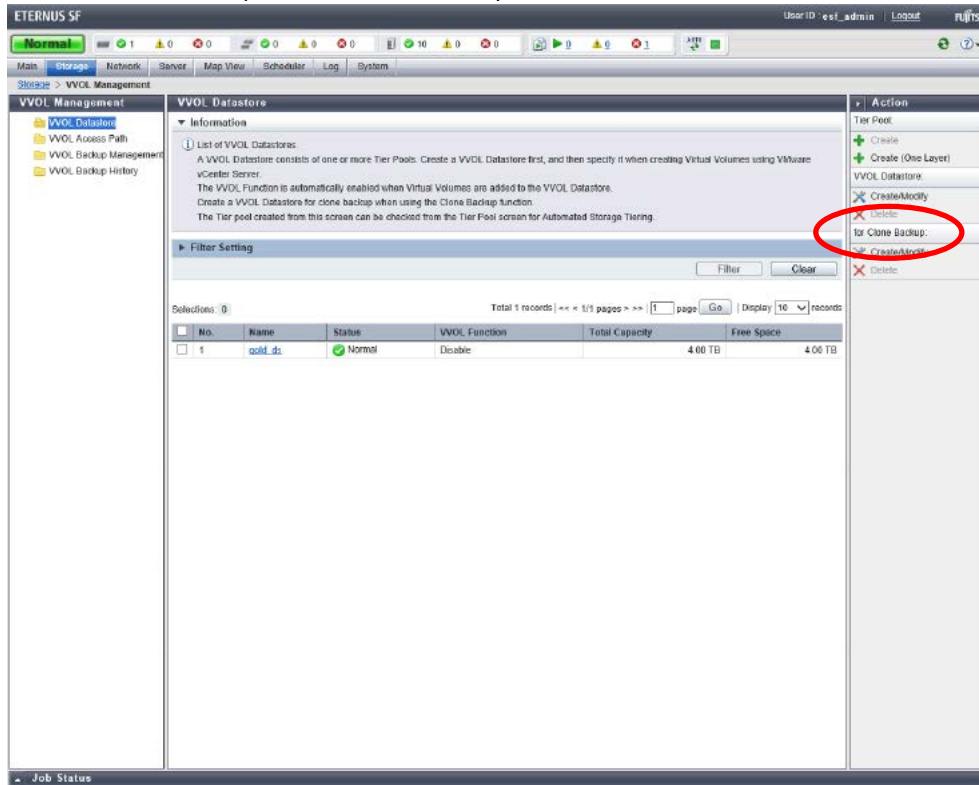 ETERNUS SF
User ID : esf_admin | Logout
Normal 1 0 0 0 0 0 10 0 0 0 0 1
Main Storage Network Server Map View Scheduler Log System
Storage > VVOL Management
VVOL Management
VVOL Datastore
VVOL Access Path
VVOL Backup Management
VVOL Backup History
VVOL Datastore
Information
List of VVOL Datastores.
A VVOL Datastore consists of one or more Tier Pools. Create a VVOL Datastore first, and then specify it when creating Virtual Volumes using VMware
vCenter Server.
The VVOL Function is automatically enabled when Virtual Volumes are added to the VVOL Datastore.
Create a VVOL Datastore for clone backup when using the Clone Backup function.
The Tier pool created from this screen can be checked from the Tier Pool screen for Automated Storage Tiering.
Filter Setting
Filter Clear
Selections: 0
Total 1 records | << < 1/1 pages > >> | 1 page Go | Display 10 records
No. Name Status VVOL Function Total Capacity Free Space
1 gold_ds Normal Disable 4.00 TB 4.00 TB
Action
Tier Pool:
Create
Create (One Layer)
VVOL Datastore:
Create/Modify
Delete
for Clone Backup:
Create/Modify
Delete
Job Status